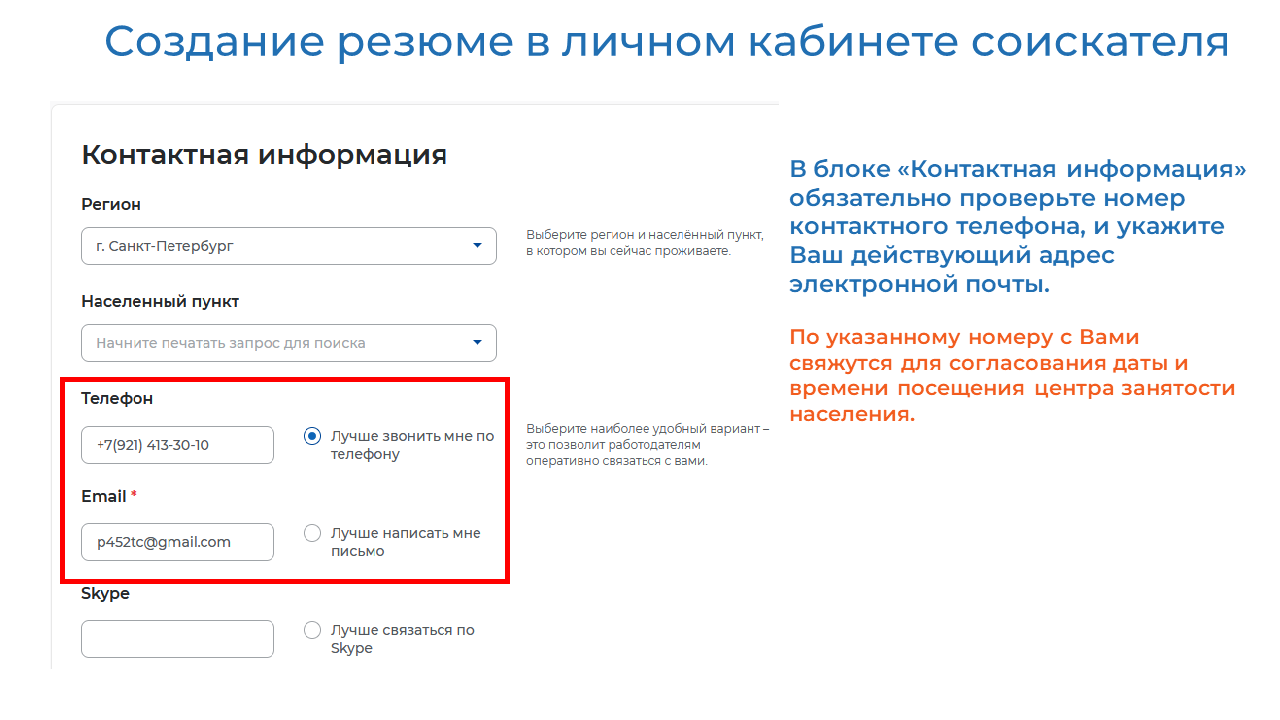 Создание резюме в личном кабинете соискателя
Контактная информация
Регион
г. Санкт-Петербург
Выберите регион и населённый пункт,
в котором вы сейчас проживаете.
Населенный пункт
Начните печатать запрос для поиска
Телефон
+7(921) 413-30-10
Лучше звонить мне по
телефону
Выберите наиболее удобный вариант –
это позволит работодателям
оперативно связаться с вами.
Email *
p452tc@gmail.com
Лучше написать мне
письмо
Skype
Лучше связаться по
Skype
В блоке «Контактная информация»
обязательно проверьте номер
контактного телефона, и укажите
Ваш действующий адрес
электронной почты.
По указанному номеру с Вами
свяжутся для согласования даты и
времени посещения центра занятости
населения.